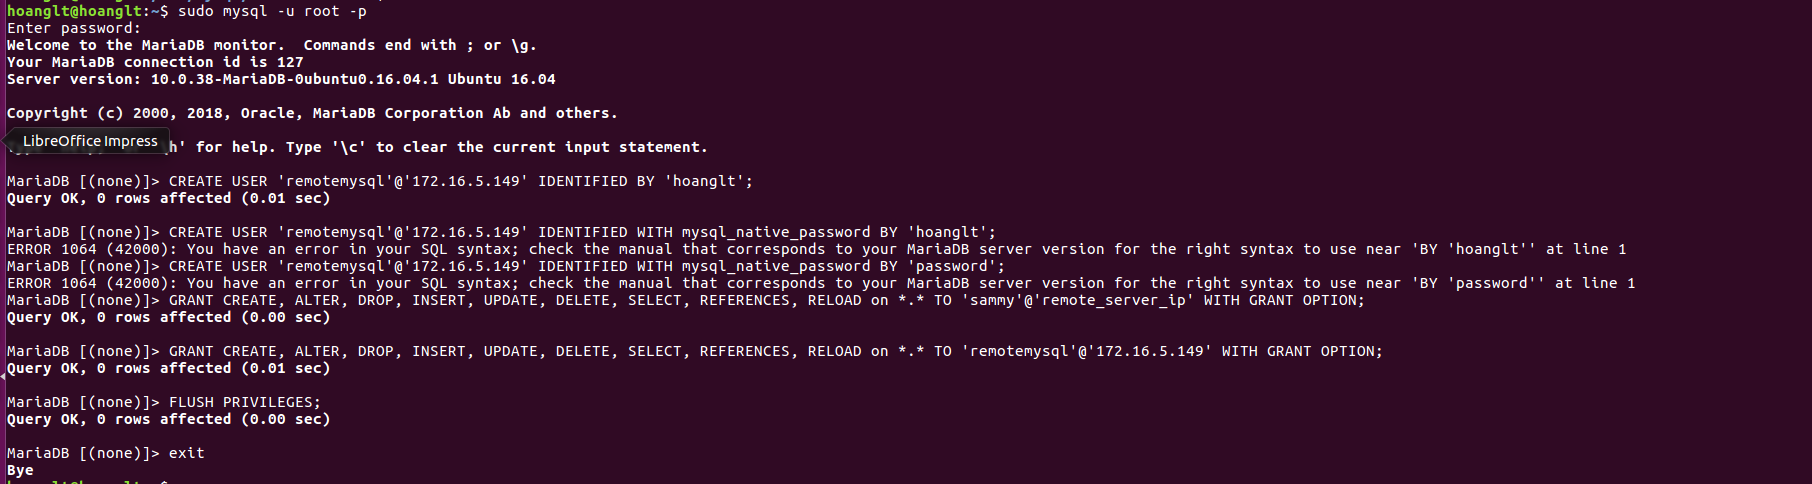 hoanglt@hoanglt:~$ sudo mysql -u root -p
Enter password:
Welcome to the MariaDB monitor.  Commands end with ; or \g.
Your MariaDB connection id is 127
Server version: 10.0.38-MariaDB-0ubuntu0.16.04.1 Ubuntu 16.04
Copyright (c) 2000, 2018, Oracle, MariaDB Corporation Ab and others.
LibreOffice Impress
\h' for help. Type '\c' to clear the current input statement.
MariaDB [(none)]> CREATE USER 'remotemysql'@'172.16.5.149' IDENTIFIED BY 'hoanglt';
Query OK, 0 rows affected (0.01 sec)
MariaDB [(none)]> CREATE USER 'remotemysql'@'172.16.5.149' IDENTIFIED WITH mysql_native_password BY 'hoanglt';
ERROR 1064 (42000): You have an error in your SQL syntax; check the manual that corresponds to your MariaDB server version for the right syntax to use near 'BY 'hoanglt'' at line 1
MariaDB [(none)]> CREATE USER 'remotemysql'@'172.16.5.149' IDENTIFIED WITH mysql_native_password BY 'password';
ERROR 1064 (42000): You have an error in your SQL syntax; check the manual that corresponds to your MariaDB server version for the right syntax to use near 'BY 'password'' at line 1
MariaDB [(none)]> GRANT CREATE, ALTER, DROP, INSERT, UPDATE, DELETE, SELECT, REFERENCES, RELOAD on *.* TO 'sammy'@'remote_server_ip' WITH GRANT OPTION;
Query OK, 0 rows affected (0.00 sec)
MariaDB [(none)]> GRANT CREATE, ALTER, DROP, INSERT, UPDATE, DELETE, SELECT, REFERENCES, RELOAD on *.* TO 'remotemysql'@'172.16.5.149' WITH GRANT OPTION;
Query OK, 0 rows affected (0.01 sec)
MariaDB [(none)]> FLUSH PRIVILEGES;
Query OK, 0 rows affected (0.00 sec)
MariaDB [(none)]> exit
Bye